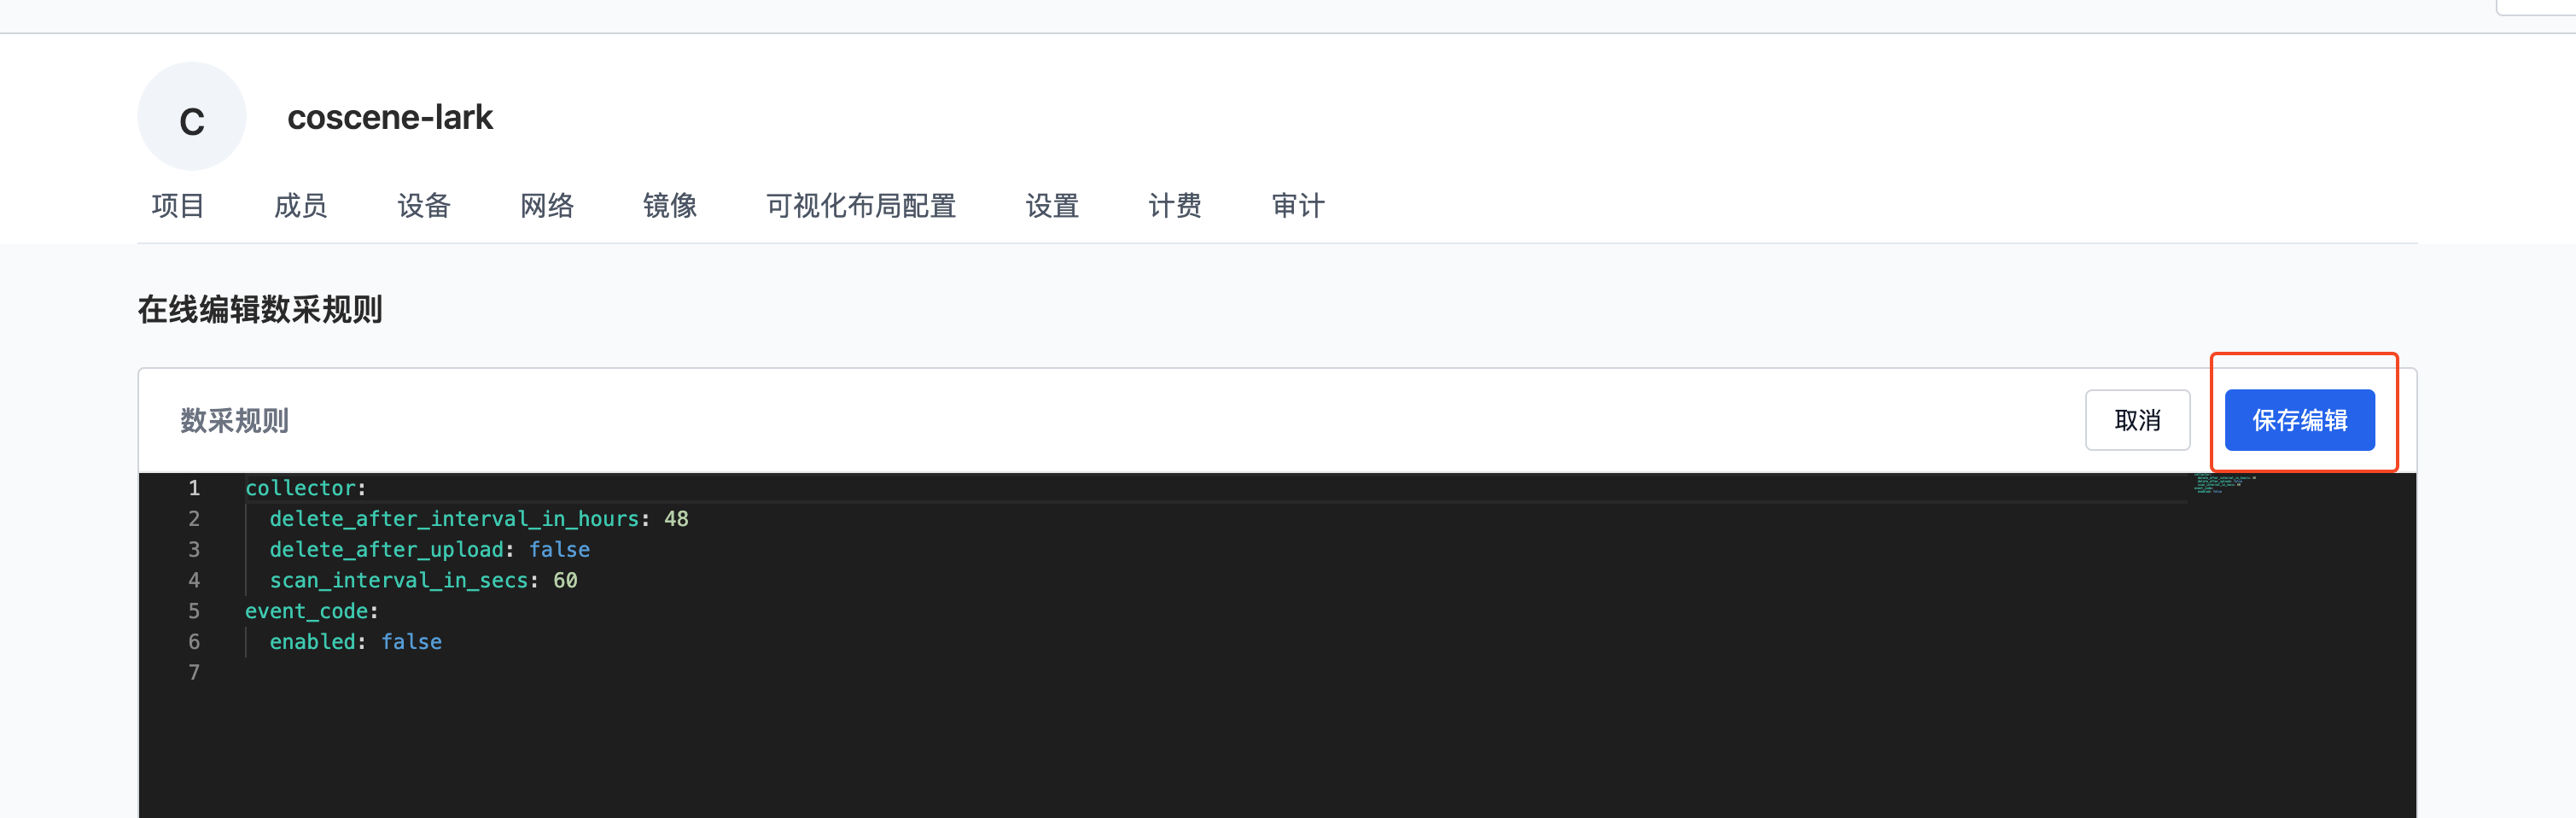 C
coscene-lark
项目 成员 设备 网络 镜像 可视化布局配置 设置 计费 审计
在线编辑数采规则
数采规则 取消 保存编辑
1 collector:
2 delete_after_interval_in_hours: 48
3 delete_after_upload: false
4 scan_interval_in_secs: 60
5 event_code:
6 enabled: false
7